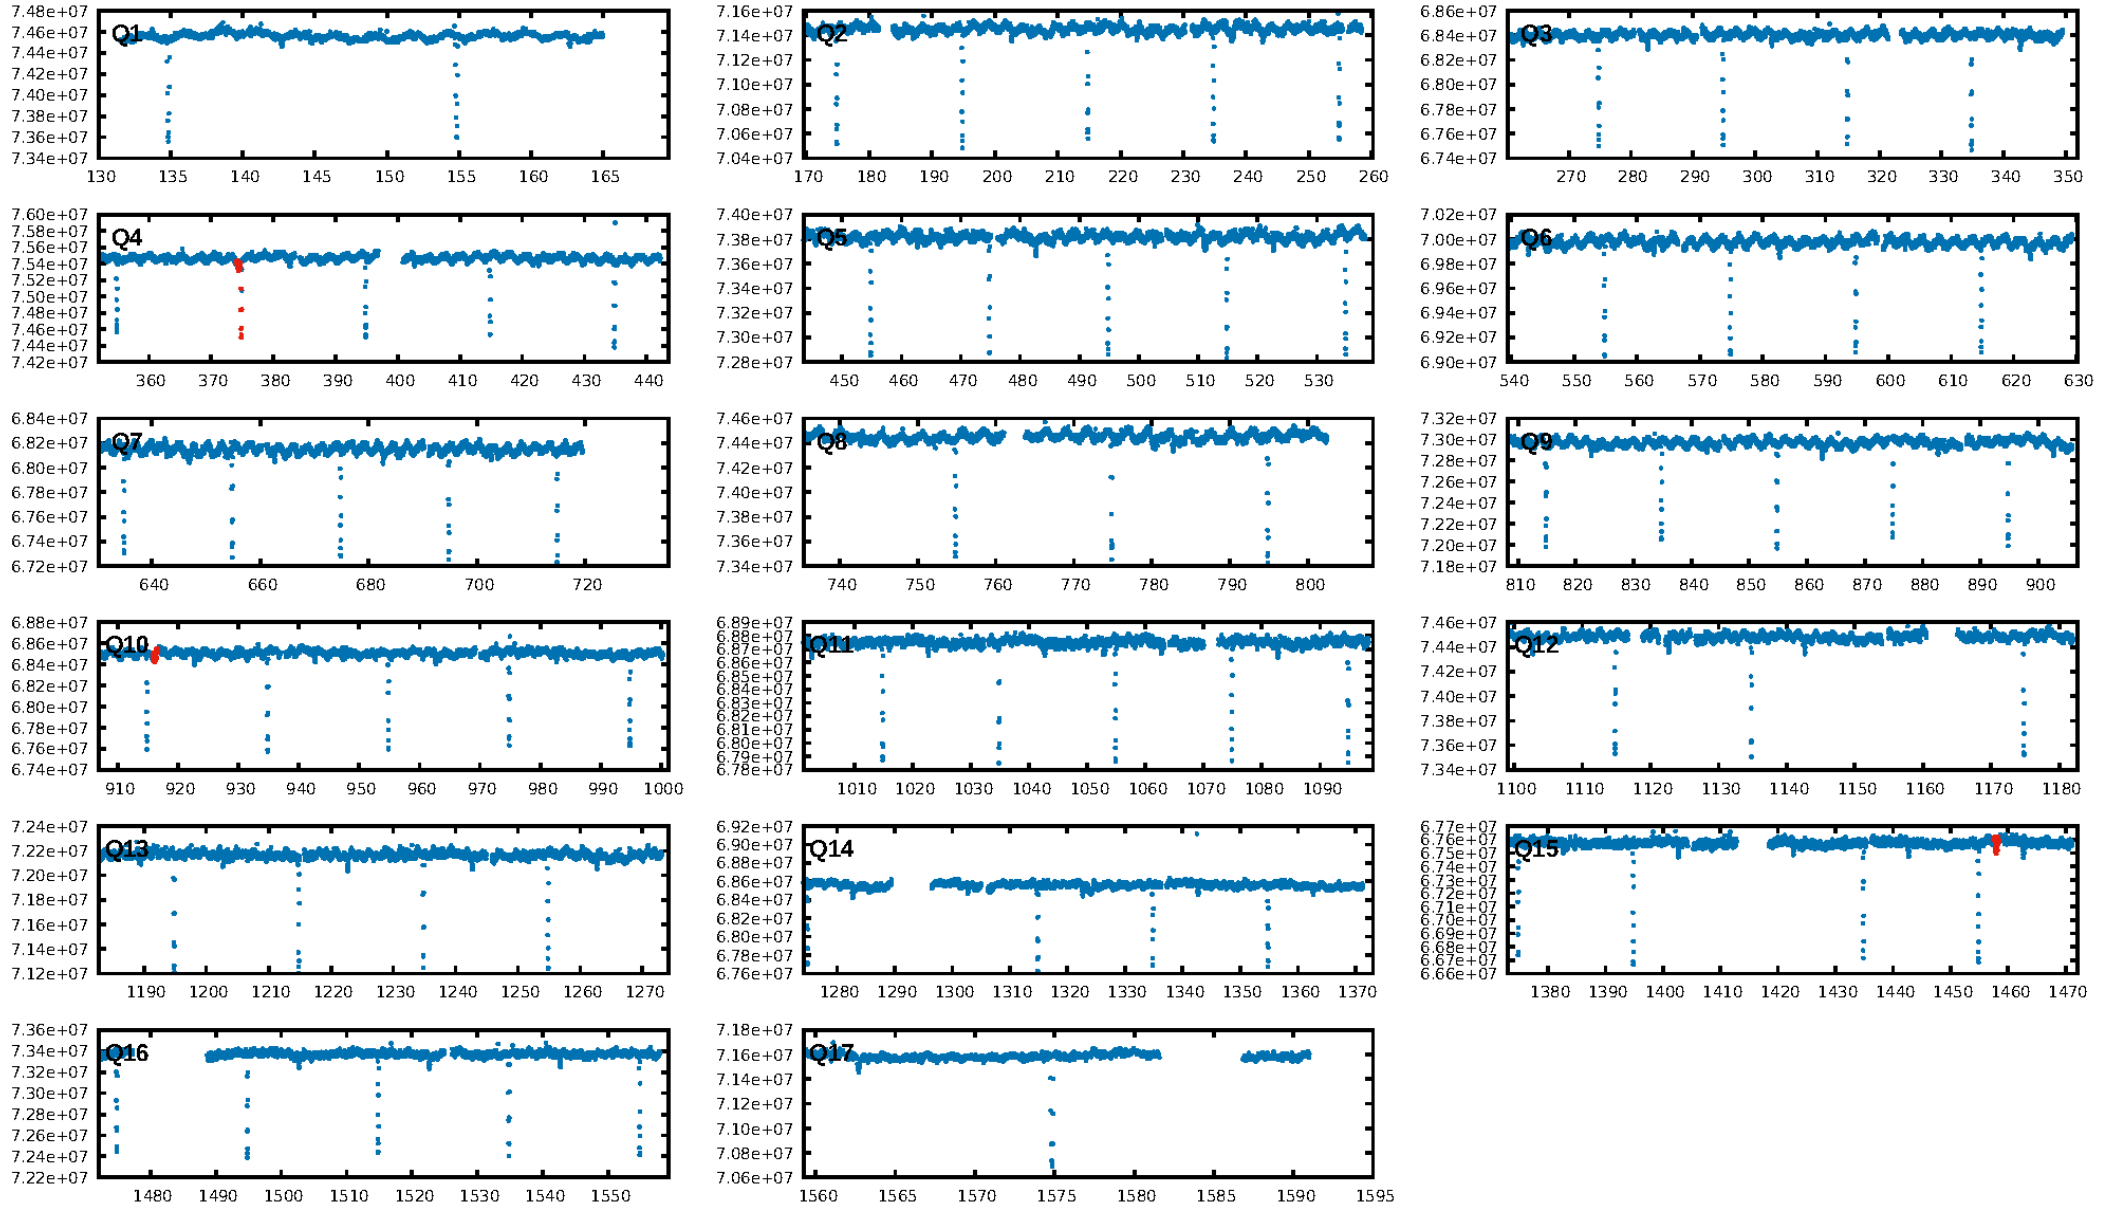 7.48e+07
7.46e+07
7.44e+07
7.42e+07
7.40e+07
7.38e+07
7.36e+07
7.34e+07
Q1
130 135 140 145 150 155 160 165
7.16e+07
7.14e+07
7.12e+07
7.10e+07
7.08e+07
7.06e+07
7.04e+07
Q2
170 180 190 200 210 220 230 240 250 260
6.86e+07
6.84e+07
6.82e+07
6.80e+07
6.78e+07
6.76e+07
6.74e+07
Q3
270 280 290 300 310 320 330 340 350
7.60e+07
7.58e+07
7.56e+07
7.54e+07
7.52e+07
7.50e+07
7.48e+07
7.46e+07
7.44e+07
7.42e+07
Q4
360 370 380 390 400 410 420 430 440
7.40e+07
7.38e+07
7.36e+07
7.34e+07
7.32e+07
7.30e+07
7.28e+07
Q5
450 460 470 480 490 500 510 520 530
7.02e+07
7.00e+07
6.98e+07
6.96e+07
6.94e+07
6.92e+07
6.90e+07
Q6
540 550 560 570 580 590 600 610 620 630
6.84e+07
6.82e+07
6.80e+07
6.78e+07
6.76e+07
6.74e+07
6.72e+07
Q7
640 660 680 700 720
7.46e+07
7.44e+07
7.42e+07
7.40e+07
7.38e+07
7.36e+07
7.34e+07
Q8
740 750 760 770 780 790 800
7.32e+07
7.30e+07
7.28e+07
7.26e+07
7.24e+07
7.22e+07
7.20e+07
7.18e+07
Q9
810 820 830 840 850 860 870 880 890 900
6.88e+07
6.86e+07
6.84e+07
6.82e+07
6.80e+07
6.78e+07
6.76e+07
6.74e+07
Q10
910 920 930 940 950 960 970 980 990 1000
6.89e+07
6.88e+07
6.87e+07
6.86e+07
6.85e+07
6.84e+07
6.83e+07
6.82e+07
6.81e+07
6.80e+07
6.79e+07
6.78e+07
Q11
1010 1020 1030 1040 1050 1060 1070 1080 1090
7.46e+07
7.44e+07
7.42e+07
7.40e+07
7.38e+07
7.36e+07
7.34e+07
Q12
1100 1110 1120 1130 1140 1150 1160 1170 1180
7.24e+07
7.22e+07
7.20e+07
7.18e+07
7.16e+07
7.14e+07
7.12e+07
Q13
1190 1200 1210 1220 1230 1240 1250 1260 1270
6.92e+07
6.90e+07
6.88e+07
6.86e+07
6.84e+07
6.82e+07
6.80e+07
6.78e+07
6.76e+07
Q14
1280 1290 1300 1310 1320 1330 1340 1350 1360 1370
6.77e+07
6.76e+07
6.75e+07
6.74e+07
6.73e+07
6.72e+07
6.71e+07
6.70e+07
6.69e+07
6.68e+07
6.67e+07
6.66e+07
Q15
1380 1390 1400 1410 1420 1430 1440 1450 1460 1470
7.36e+07
7.34e+07
7.32e+07
7.30e+07
7.28e+07
7.26e+07
7.24e+07
7.22e+07
Q16
1480 1490 1500 1510 1520 1530 1540 1550
7.18e+07
7.16e+07
7.14e+07
7.12e+07
7.10e+07
7.08e+07
7.06e+07
Q17
1560 1565 1570 1575 1580 1585 1590 1595